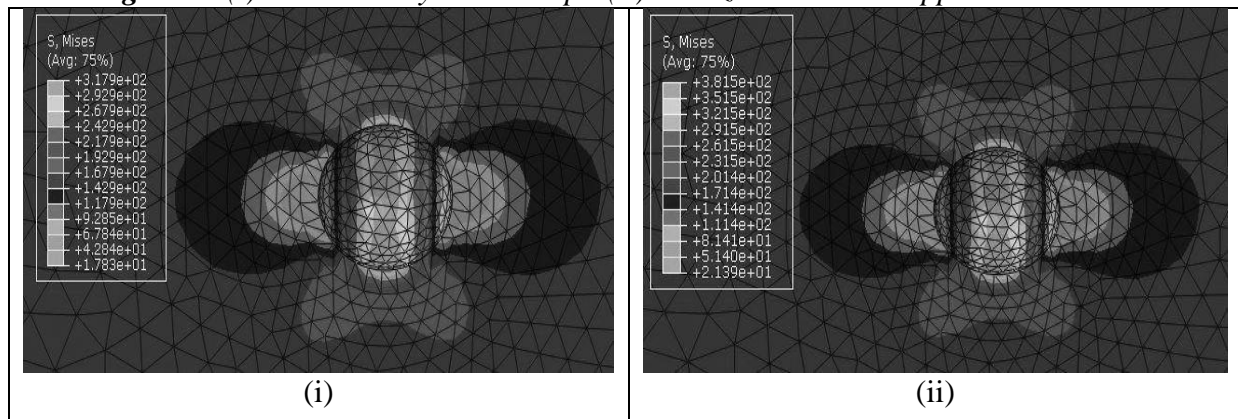 S, Mises
(Avg: 75%)
+3.179e+02
+2.929e+02
+2.679e+02
+2.429e+02
+2.179e+02
+1.929e+02
+1.679e+02
+1.429e+02
+1.179e+02
+9.285e+01
+6.784e+01
+4.284e+01
+1.783e+01
S, Mises
(Avg: 75%)
+3.815e+02
+3.515e+02
+3.215e+02
+2.915e+02
+2.615e+02
+2.315e+02
+2.014e+02
+1.714e+02
+1.414e+02
+1.114e+02
+8.141e+01
+5.140e+01
+2.139e+01
(i)
(ii)